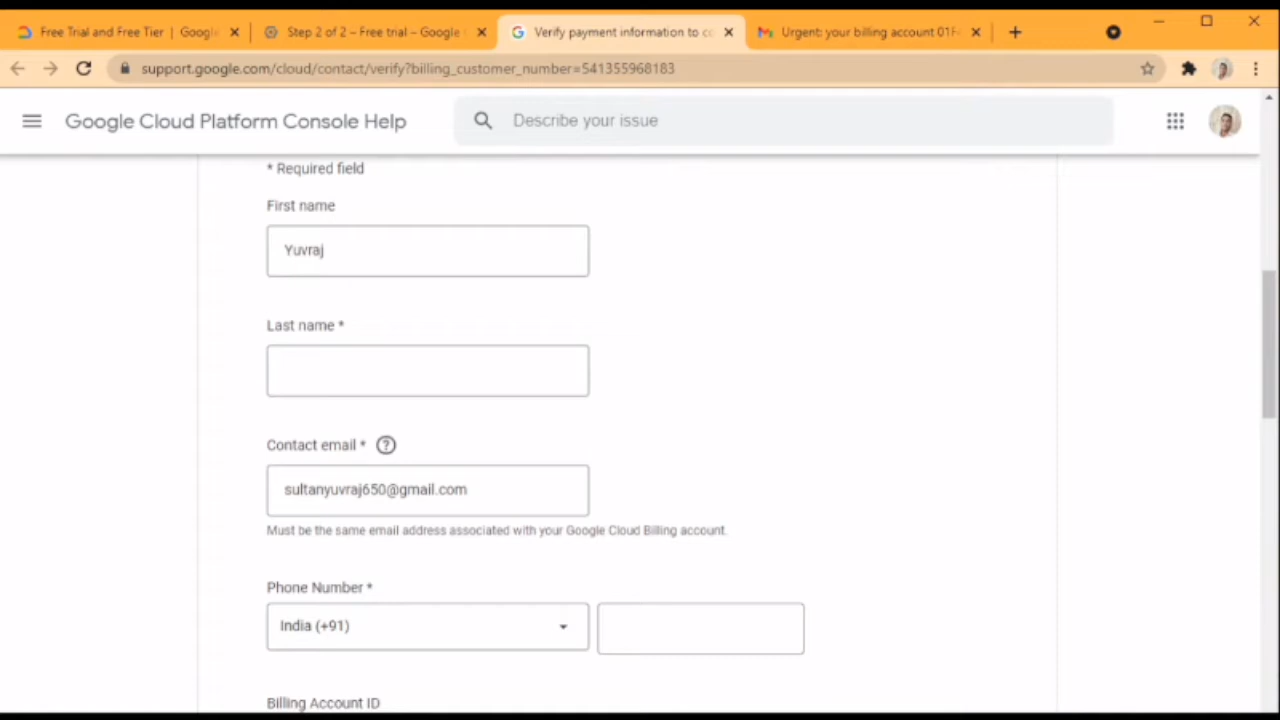 Free Trial and Free Tier | Google
Step 2 of 2 – Free trial – Google
Verify payment information to co
Urgent: your billing account 01F
support.google.com/cloud/contact/verify?billing_customer_number=541355968183
Google Cloud Platform Console Help
Describe your issue
* Required field
First name
Yuvraj
Last name *
Contact email *
sultanyuvraj650@gmail.com
Must be the same email address associated with your Google Cloud Billing account.
Phone Number *
India (+91)
Billing Account ID